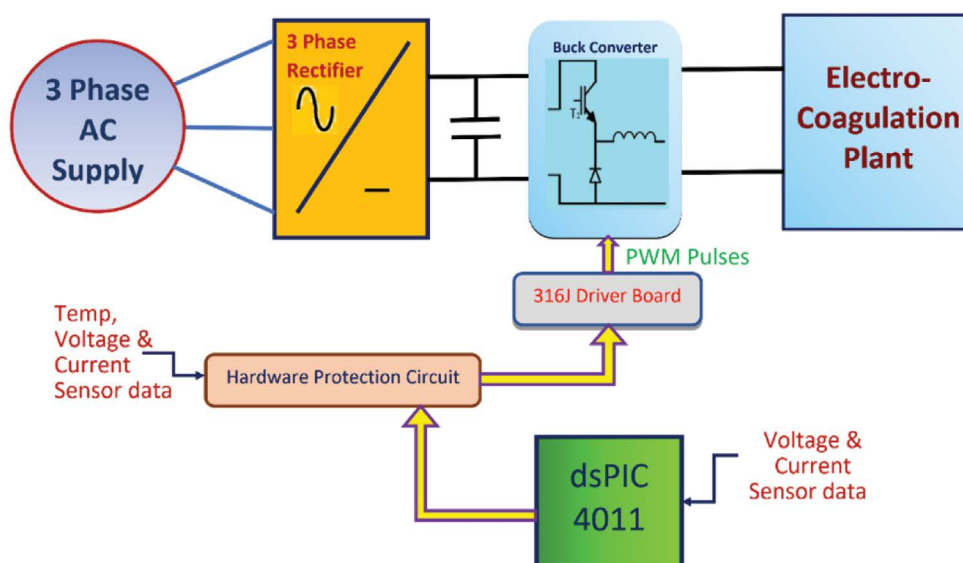 3 Phase
AC
Supply
3 Phase
Rectifier
Buck Converter
T₁
Electro-
Coagulation
Plant
PWM Pulses
316J Driver Board
Temp,
Voltage &
Current
Sensor data
Hardware Protection Circuit
dsPIC
4011
Voltage &
Current
Sensor data